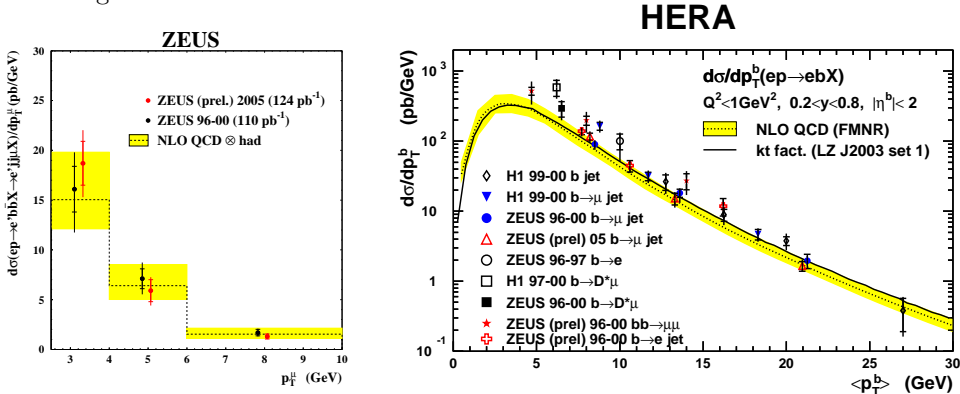 ZEUS
dσ(ep→e'bb̄X→e'jjμX)/dp_T^μ (pb/GeV)
30
25
20
15
10
5
0
ZEUS (prel.) 2005 (124 pb⁻¹)
ZEUS 96-00 (110 pb⁻¹)
NLO QCD ⊗ had
3 4 5 6 7 8 9 10
p_T^μ (GeV)
HERA
dσ/dp_T^b (pb/GeV)
10³
10²
10
1
10⁻¹
dσ/dp_T^b(ep→ebX)
Q²<1GeV², 0.2<y<0.8, |η^b|< 2
NLO QCD (FMNR)
kt fact. (LZ J2003 set 1)
H1 99-00 b jet
H1 99-00 b→μ jet
ZEUS 96-00 b→μ jet
ZEUS (prel) 05 b→μ jet
ZEUS 96-97 b→e
H1 97-00 b→D*μ
ZEUS 96-00 b→D*μ
ZEUS (prel) 96-00 bb→μμ
ZEUS (prel) 96-00 b→e jet
0 5 10 15 20 25 30
<p_T^b> (GeV)